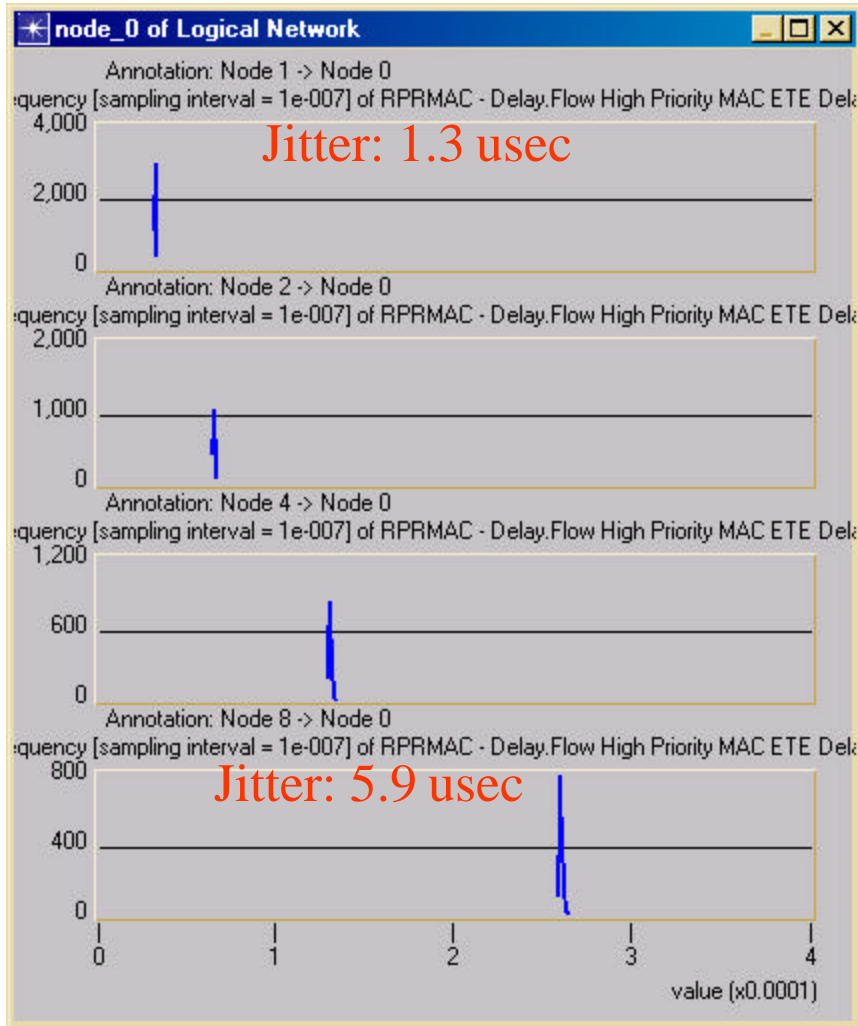 node_0 of Logical Network
Annotation: Node 1 -> Node 0
equency [sampling interval = 1e-007] of RPRMAC - Delay.Flow High Priority MAC ETE Dela
Jitter: 1.3 usec
4,000
2,000
0
Annotation: Node 2 -> Node 0
equency [sampling interval = 1e-007] of RPRMAC - Delay.Flow High Priority MAC ETE Dela
2,000
1,000
0
Annotation: Node 4 -> Node 0
equency [sampling interval = 1e-007] of RPRMAC - Delay.Flow High Priority MAC ETE Dela
1,200
600
0
Annotation: Node 8 -> Node 0
equency [sampling interval = 1e-007] of RPRMAC - Delay.Flow High Priority MAC ETE Dela
Jitter: 5.9 usec
800
400
0
0 1 2 3 4
value (x0.0001)